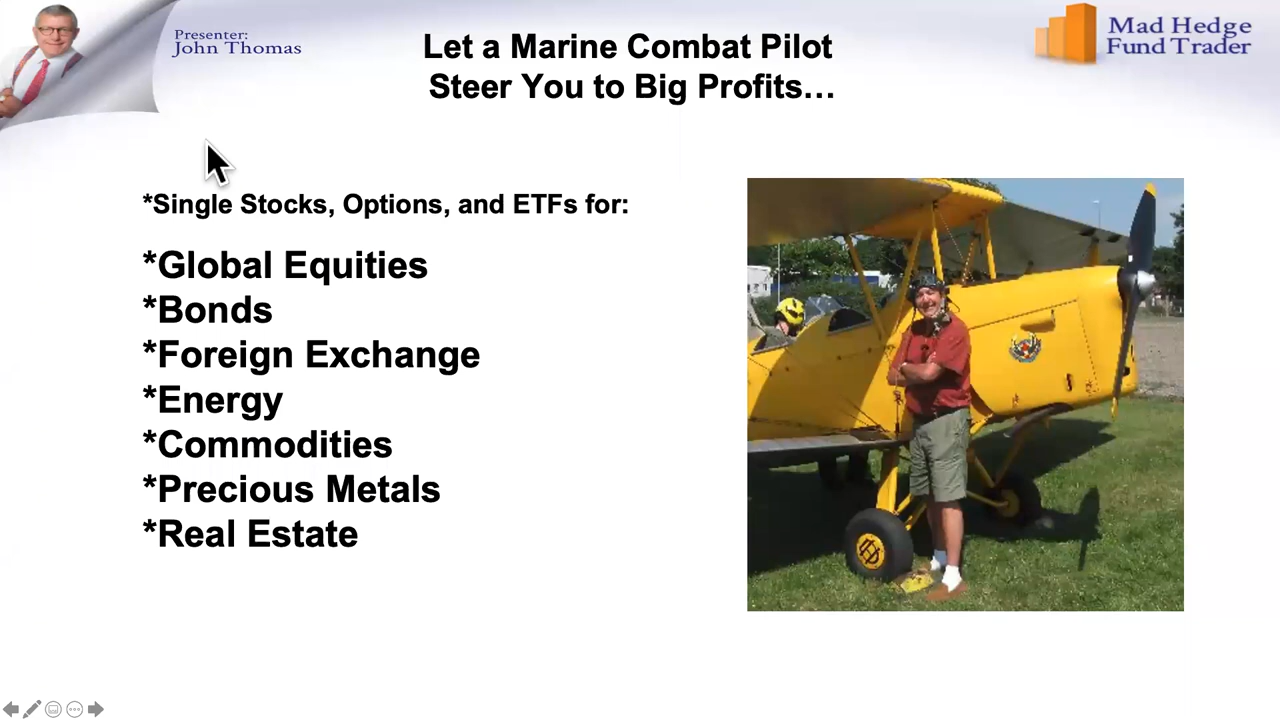 Presenter:
John Thomas
Let a Marine Combat Pilot
Steer You to Big Profits…
Mad Hedge
Fund Trader
*Single Stocks, Options, and ETFs for:
*Global Equities
*Bonds
*Foreign Exchange
*Energy
*Commodities
*Precious Metals
*Real Estate